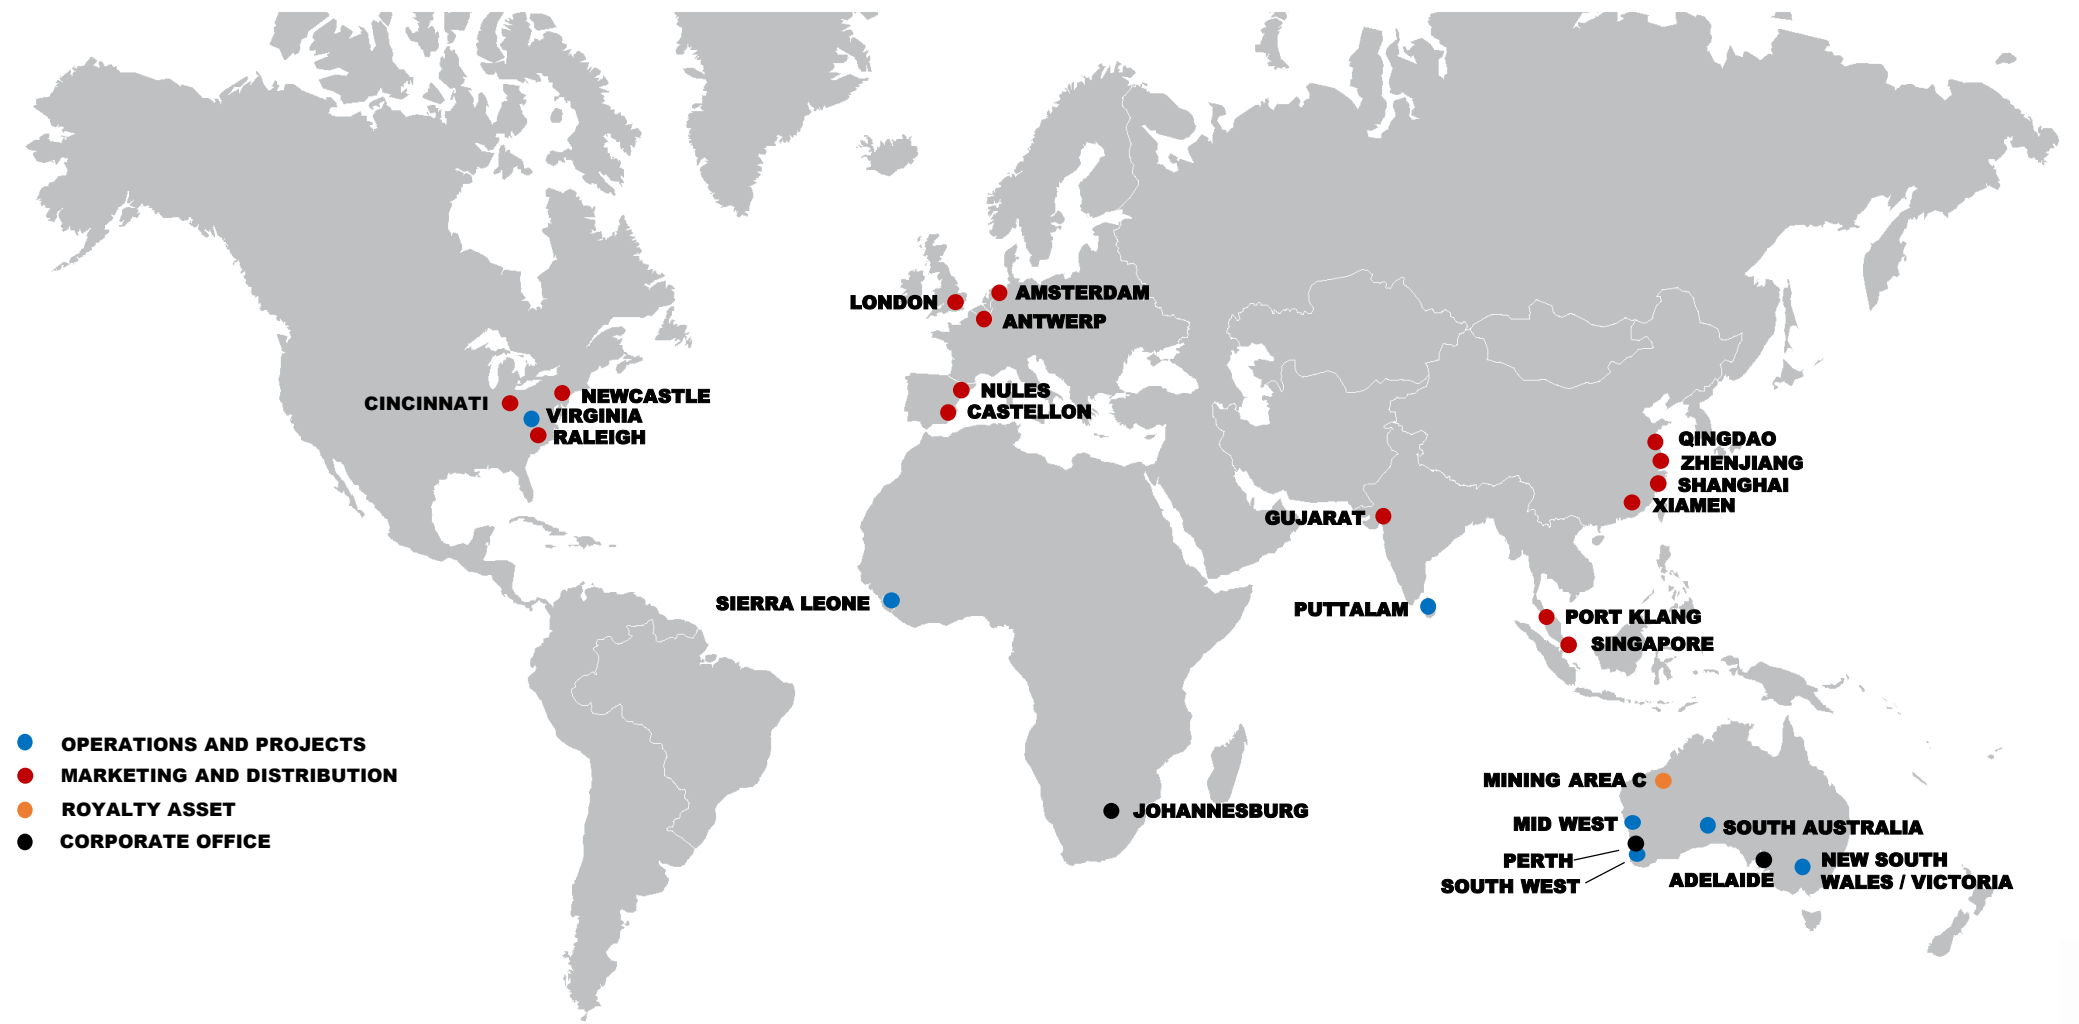 LONDON
AMSTERDAM
ANTWERP
NULES
CASTELLON
CINCINNATI
NEWCASTLE
VIRGINIA
RALEIGH
QINGDAO
ZHENJIANG
SHANGHAI
XIAMEN
GUJARAT
SIERRA LEONE
PUTTALAM
PORT KLANG
SINGAPORE
OPERATIONS AND PROJECTS
MARKETING AND DISTRIBUTION
ROYALTY ASSET
CORPORATE OFFICE
JOHANNESBURG
MINING AREA C
MID WEST
SOUTH AUSTRALIA
PERTH
SOUTH WEST
ADELAIDE
NEW SOUTH
WALES / VICTORIA